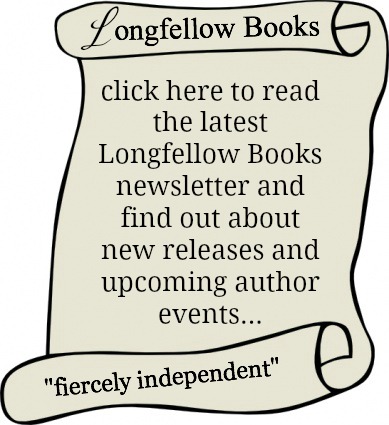 Longfellow Books
click here to read
the latest
Longfellow Books
newsletter and
find out about
new releases and
upcoming author
events...
"fiercely independent"